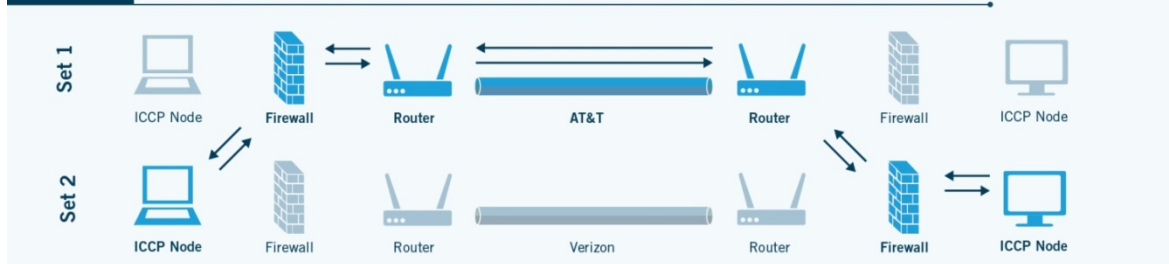 Set 1
ICCP Node
Firewall
Router
AT&T
Router
Firewall
ICCP Node
Set 2
ICCP Node
Firewall
Router
Verizon
Router
Firewall
ICCP Node